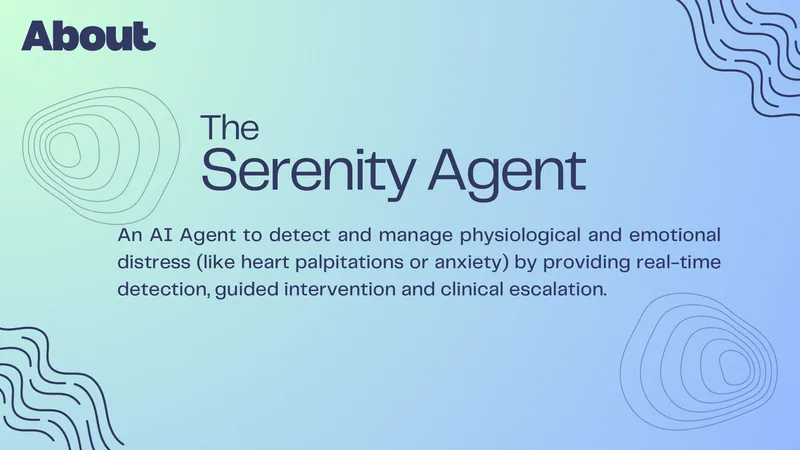 About
The
Serenity Agent
An AI Agent to detect and manage physiological and emotional
distress (like heart palpitations or anxiety) by providing real-time
detection, guided intervention and clinical escalation.